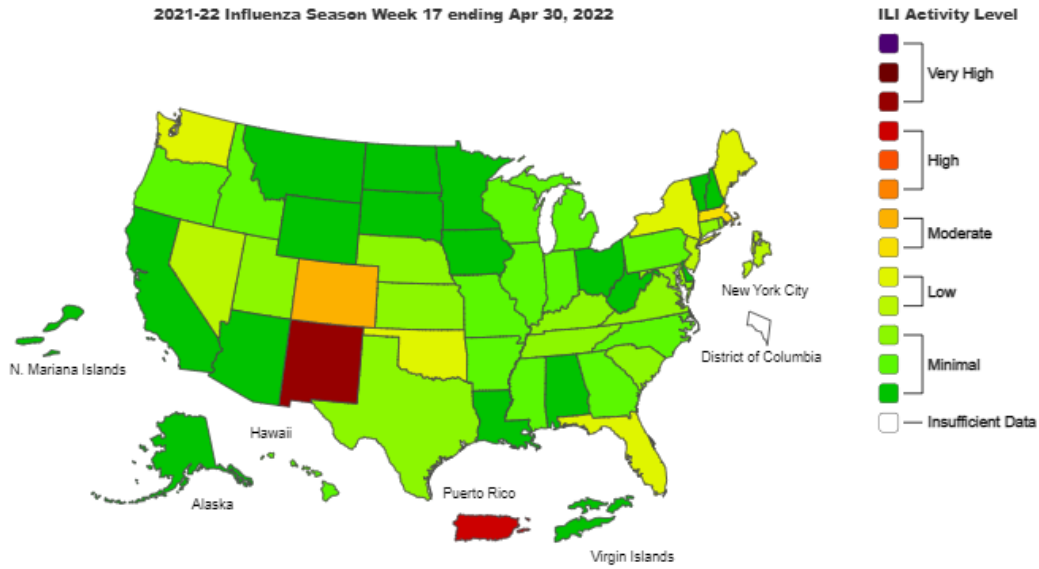 2021-22 Influenza Season Week 17 ending Apr 30, 2022
ILI Activity Level
Very High
High
Moderate
Low
Minimal
Insufficient Data
New York City
District of Columbia
N. Mariana Islands
Hawaii
Alaska
Puerto Rico
Virgin Islands